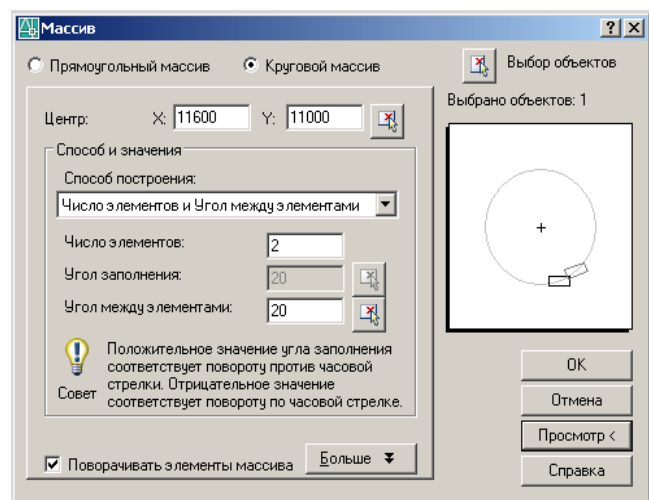 Массив
Прямоугольный массив Круговой массив Выбор объектов
Выбрано объектов: 1
Центр: X: 11600 Y: 11000
Способ и значения
Способ построения:
Число элементов и Угол между элементами
Число элементов: 2
Угол заполнения: 20
Угол между элементами: 20
Совет
Положительное значение угла заполнения
соответствует повороту против часовой
стрелки. Отрицательное значение
соответствует повороту по часовой стрелке.
Поворачивать элементы массива Больше
OK
Отмена
Просмотр <
Справка